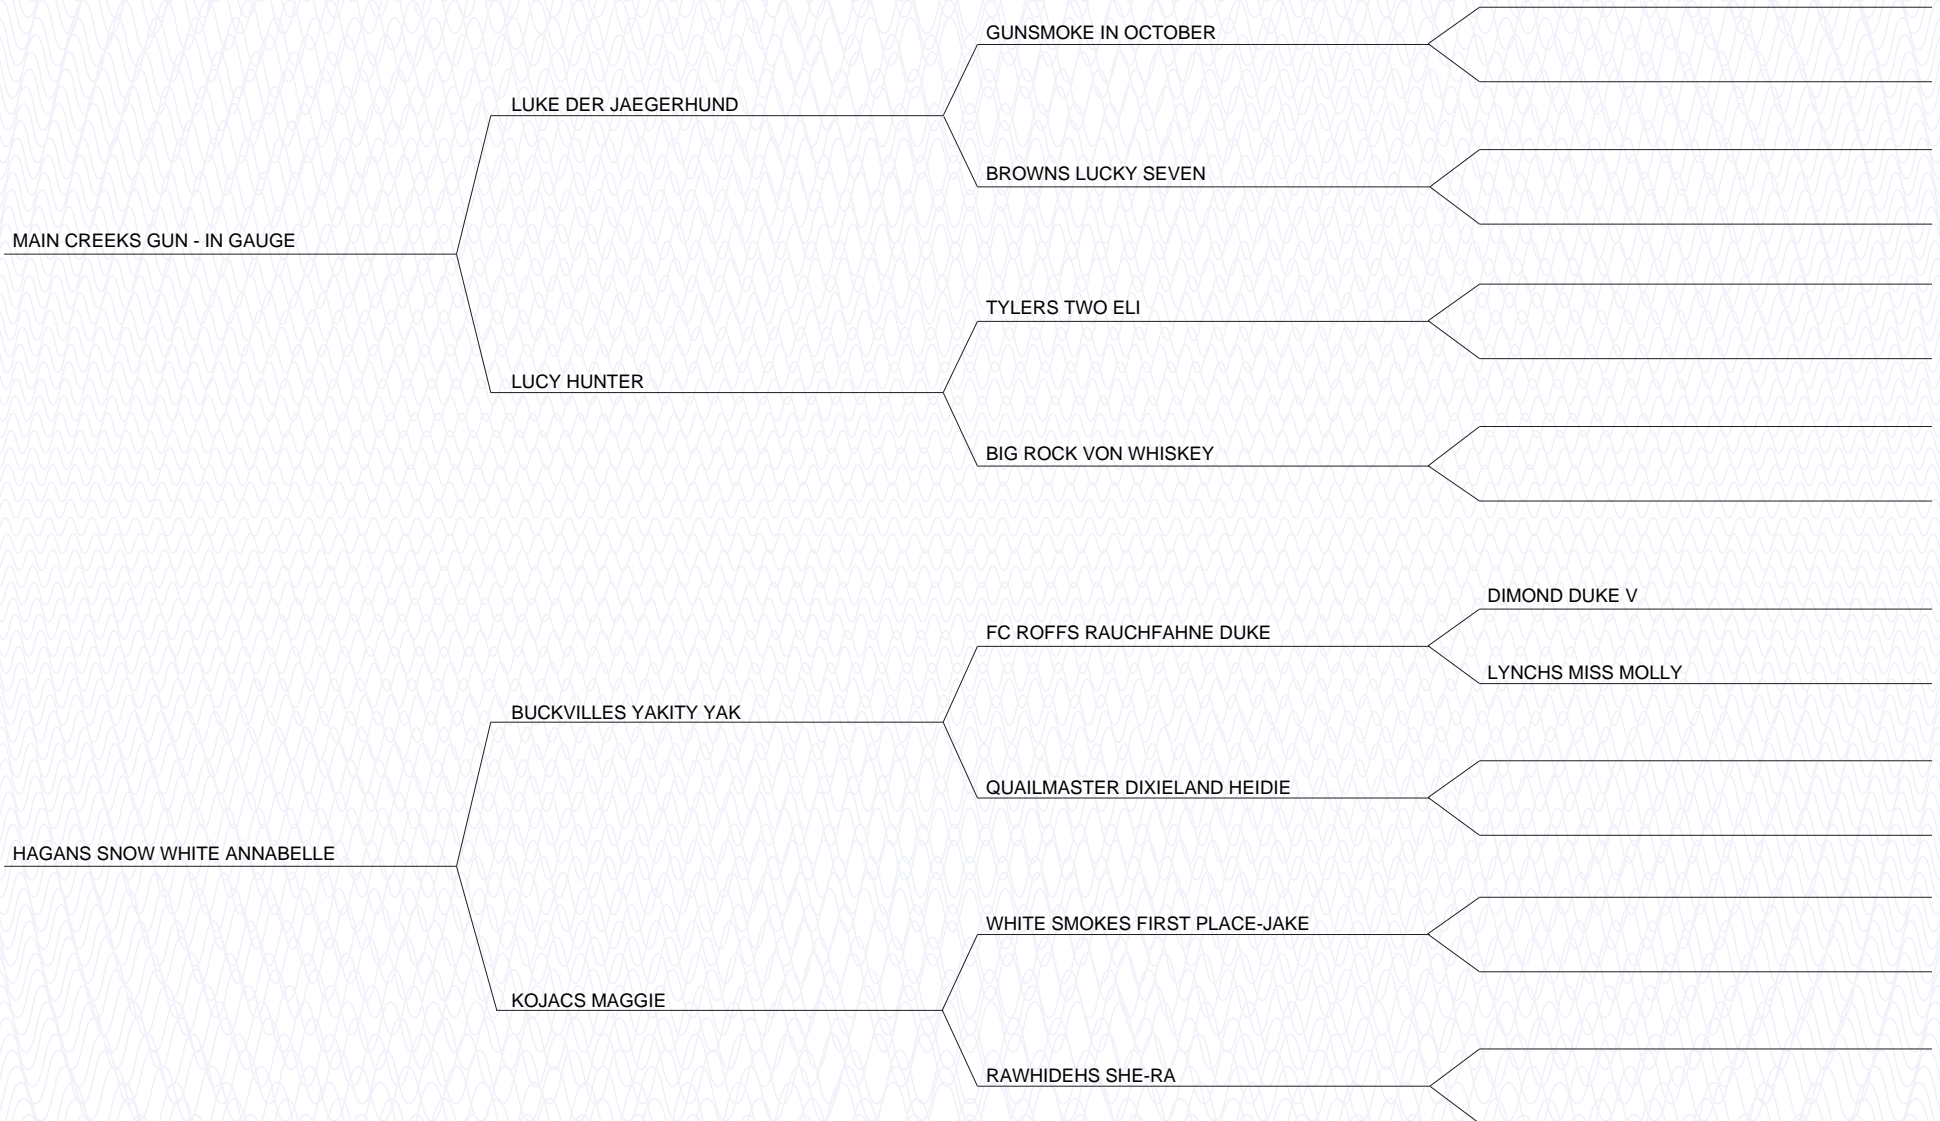 GUNSMOKE IN OCTOBER
LUKE DER JAEGERHUND
BROWNS LUCKY SEVEN
MAIN CREEKS GUN - IN GAUGE
TYLERS TWO ELI
LUCY HUNTER
BIG ROCK VON WHISKEY
DIMOND DUKE V
FC ROFFS RAUCHFAHNE DUKE
LYNCHS MISS MOLLY
BUCKVILLES YAKITY YAK
QUAILMASTER DIXIELAND HEIDIE
HAGANS SNOW WHITE ANNABELLE
WHITE SMOKES FIRST PLACE-JAKE
KOJACS MAGGIE
RAWHIDEHS SHE-RA